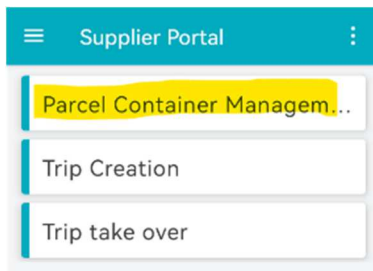 Supplier Portal
Parcel Container Managem...
Trip Creation
Trip take over